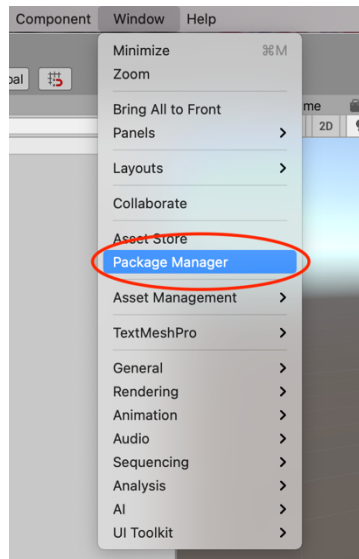 Component Window Help
Minimize ⌘M
Zoom
bal
Bring All to Front
me
Panels
2D
Layouts
Collaborate
Asset Store
Package Manager
Asset Management
TextMeshPro
General
Rendering
Animation
Audio
Sequencing
Analysis
AI
UI Toolkit